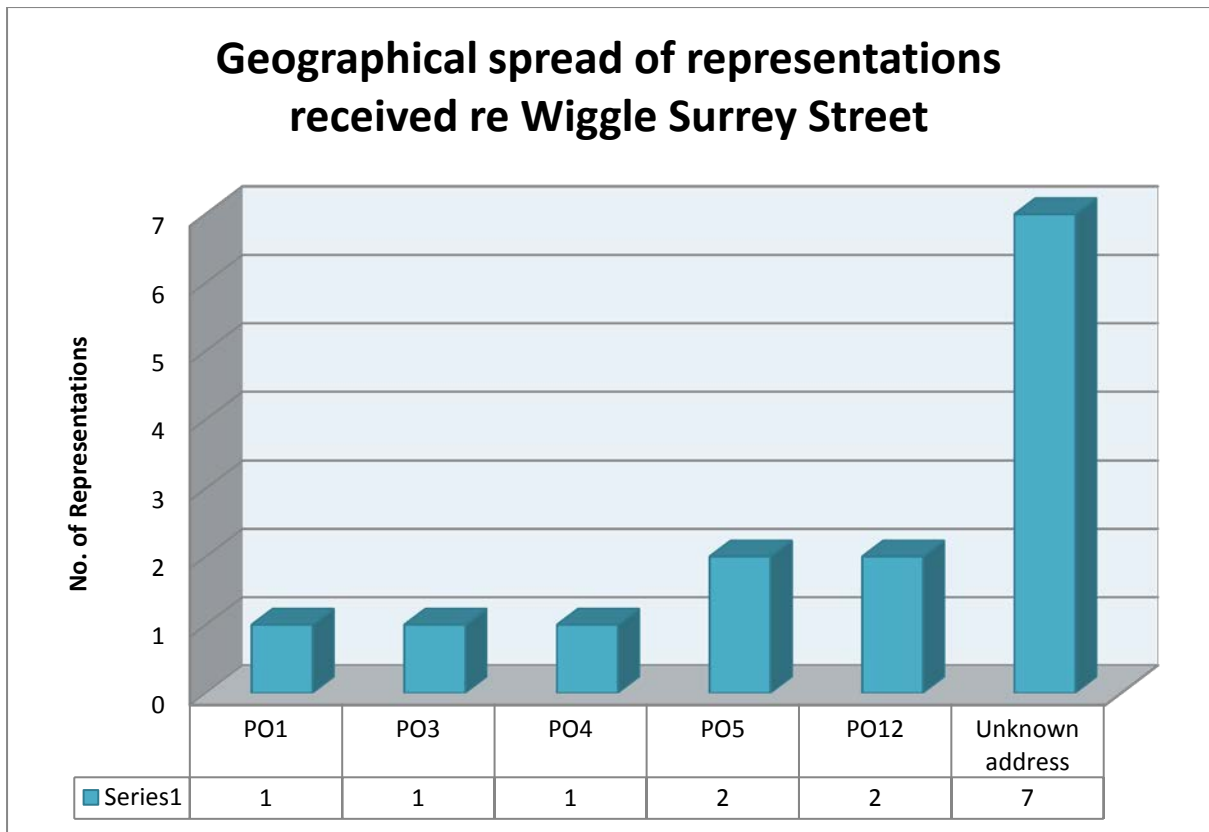 Geographical spread of representations
received re Wiggle Surrey Street
No. of Representations
7
6
5
4
3
2
1
0
PO1 PO3 PO4 PO5 PO12 Unknown
address
Series1 1 1 1 2 2 7